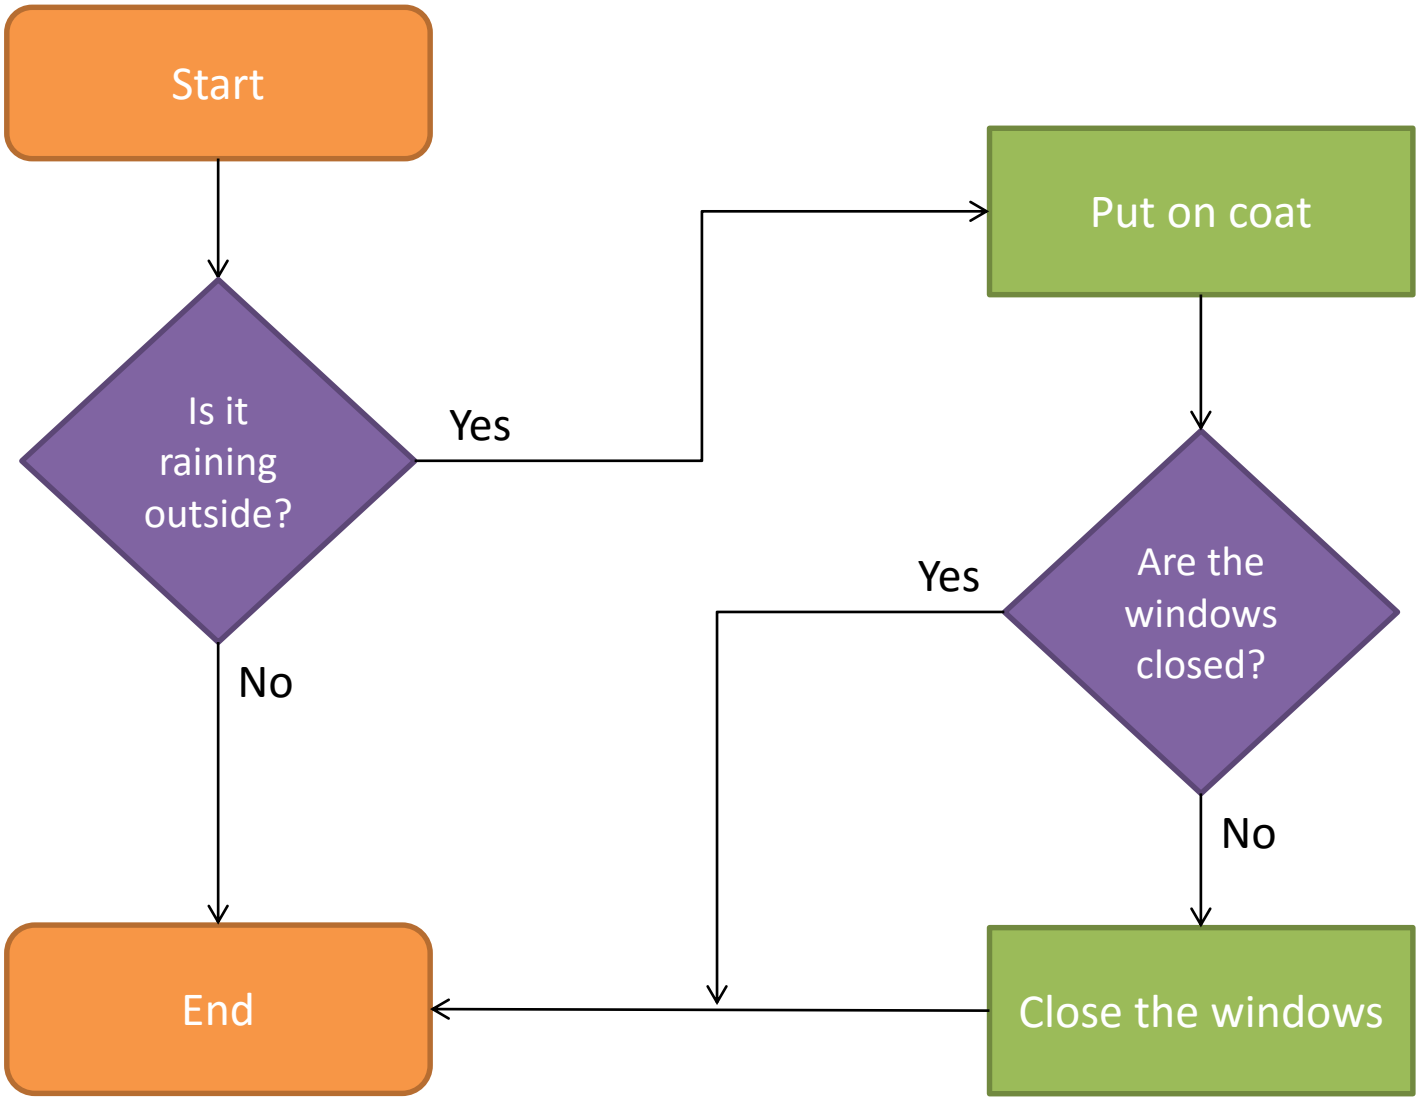 Start
Put on coat
Is it
raining
outside?
Yes
No
Are the
windows
closed?
Yes
No
End
Close the windows